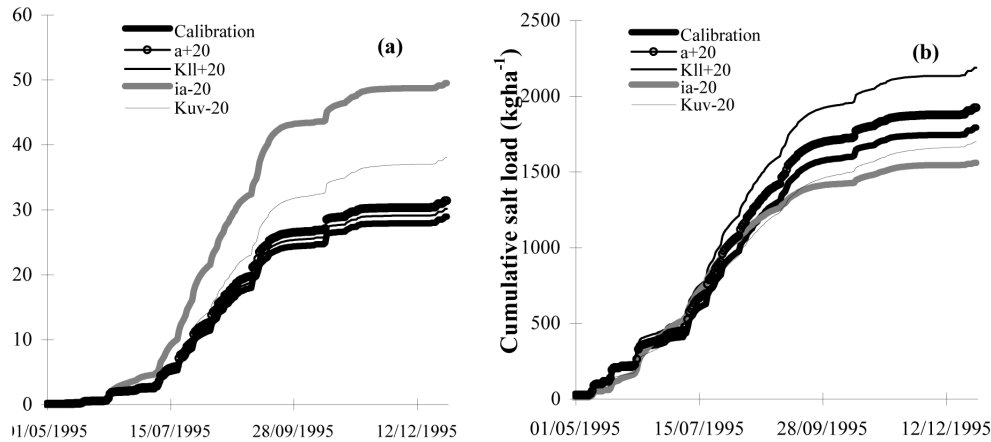 60
50
40
30
20
10
0
(a)
Calibration
a+20
Kll+20
ia-20
Kuv-20
01/05/1995
15/07/1995
28/09/1995
12/12/1995
Cumulative salt load (kgha-1)
2500
2000
1500
1000
500
0
(b)
Calibration
a+20
Kll+20
ia-20
Kuv-20
01/05/1995
15/07/1995
28/09/1995
12/12/1995